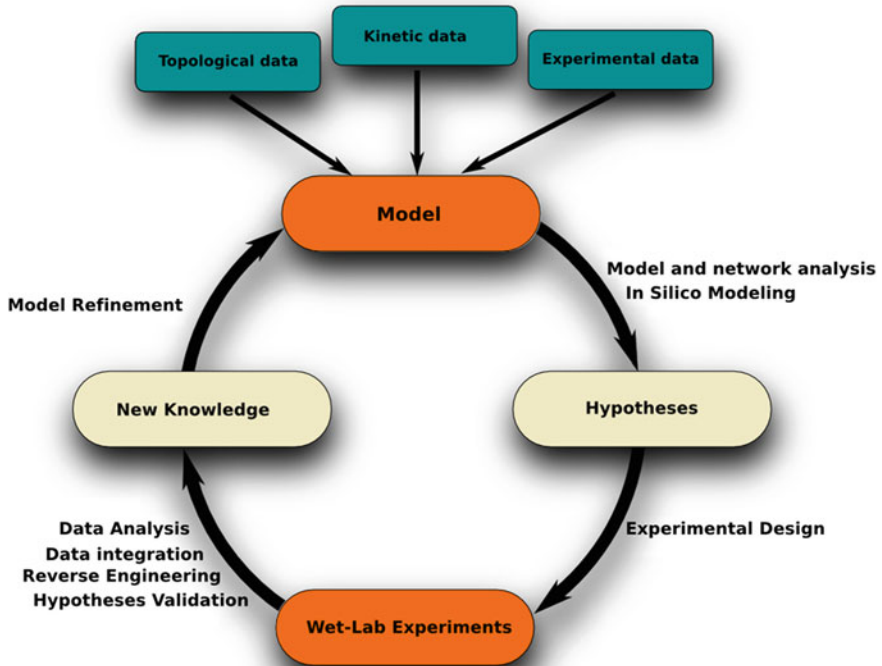 Topological data
Kinetic data
Experimental data
Model
Model and network analysis
In Silico Modeling
Model Refinement
New Knowledge
Hypotheses
Data Analysis
Data integration
Reverse Engineering
Hypotheses Validation
Experimental Design
Wet-Lab Experiments